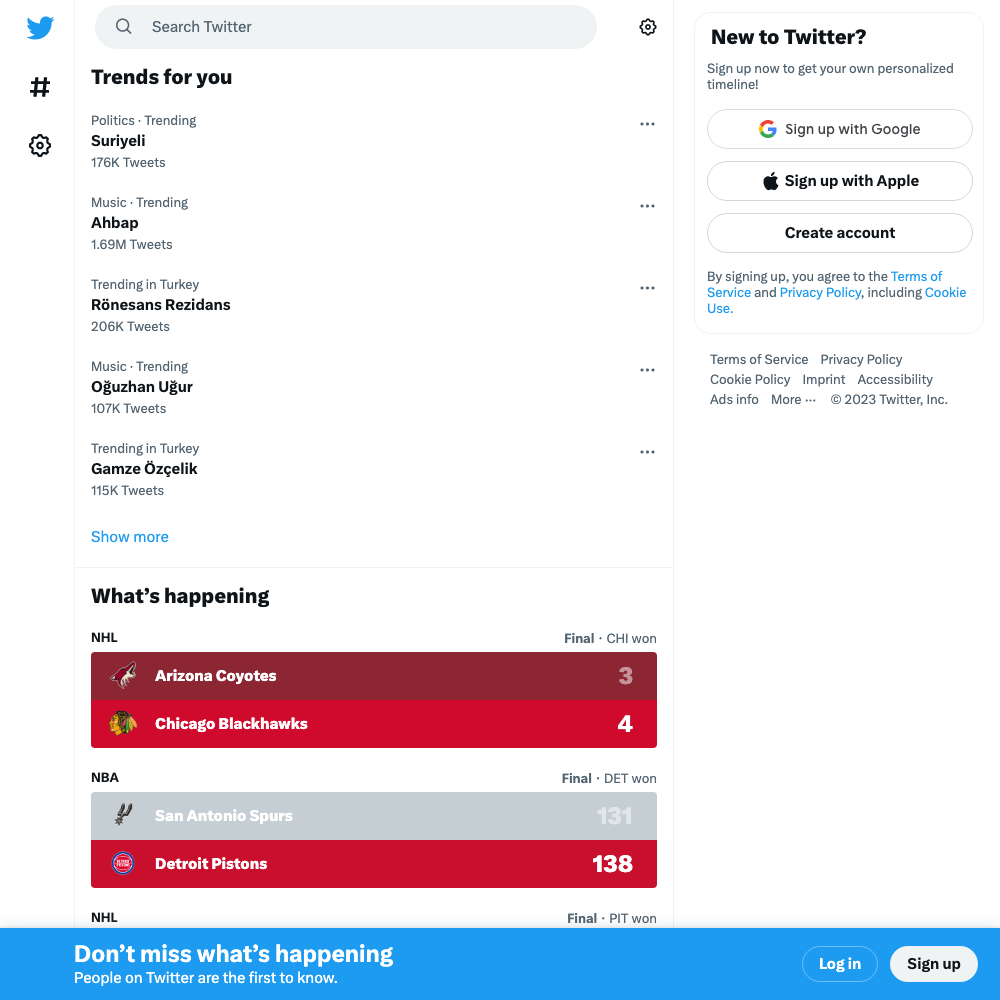 Search Twitter
Trends for you
Politics · Trending
Suriyeli
176K Tweets
Music · Trending
Ahbap
1.69M Tweets
Trending in Turkey
Rönesans Rezidans
206K Tweets
Music · Trending
Oğuzhan Uğur
107K Tweets
Trending in Turkey
Gamze Özçelik
115K Tweets
Show more
What's happening
NHL
Final · CHI won
Arizona Coyotes 3
Chicago Blackhawks 4
NBA
Final · DET won
San Antonio Spurs 131
Detroit Pistons 138
NHL
Final · PIT won
New to Twitter?
Sign up now to get your own personalized
timeline!
Sign up with Google
Sign up with Apple
Create account
By signing up, you agree to the Terms of
Service and Privacy Policy, including Cookie
Use.
Terms of Service Privacy Policy
Cookie Policy Imprint Accessibility
Ads info More ··· © 2023 Twitter, Inc.
Don't miss what's happening
People on Twitter are the first to know.
Log in
Sign up